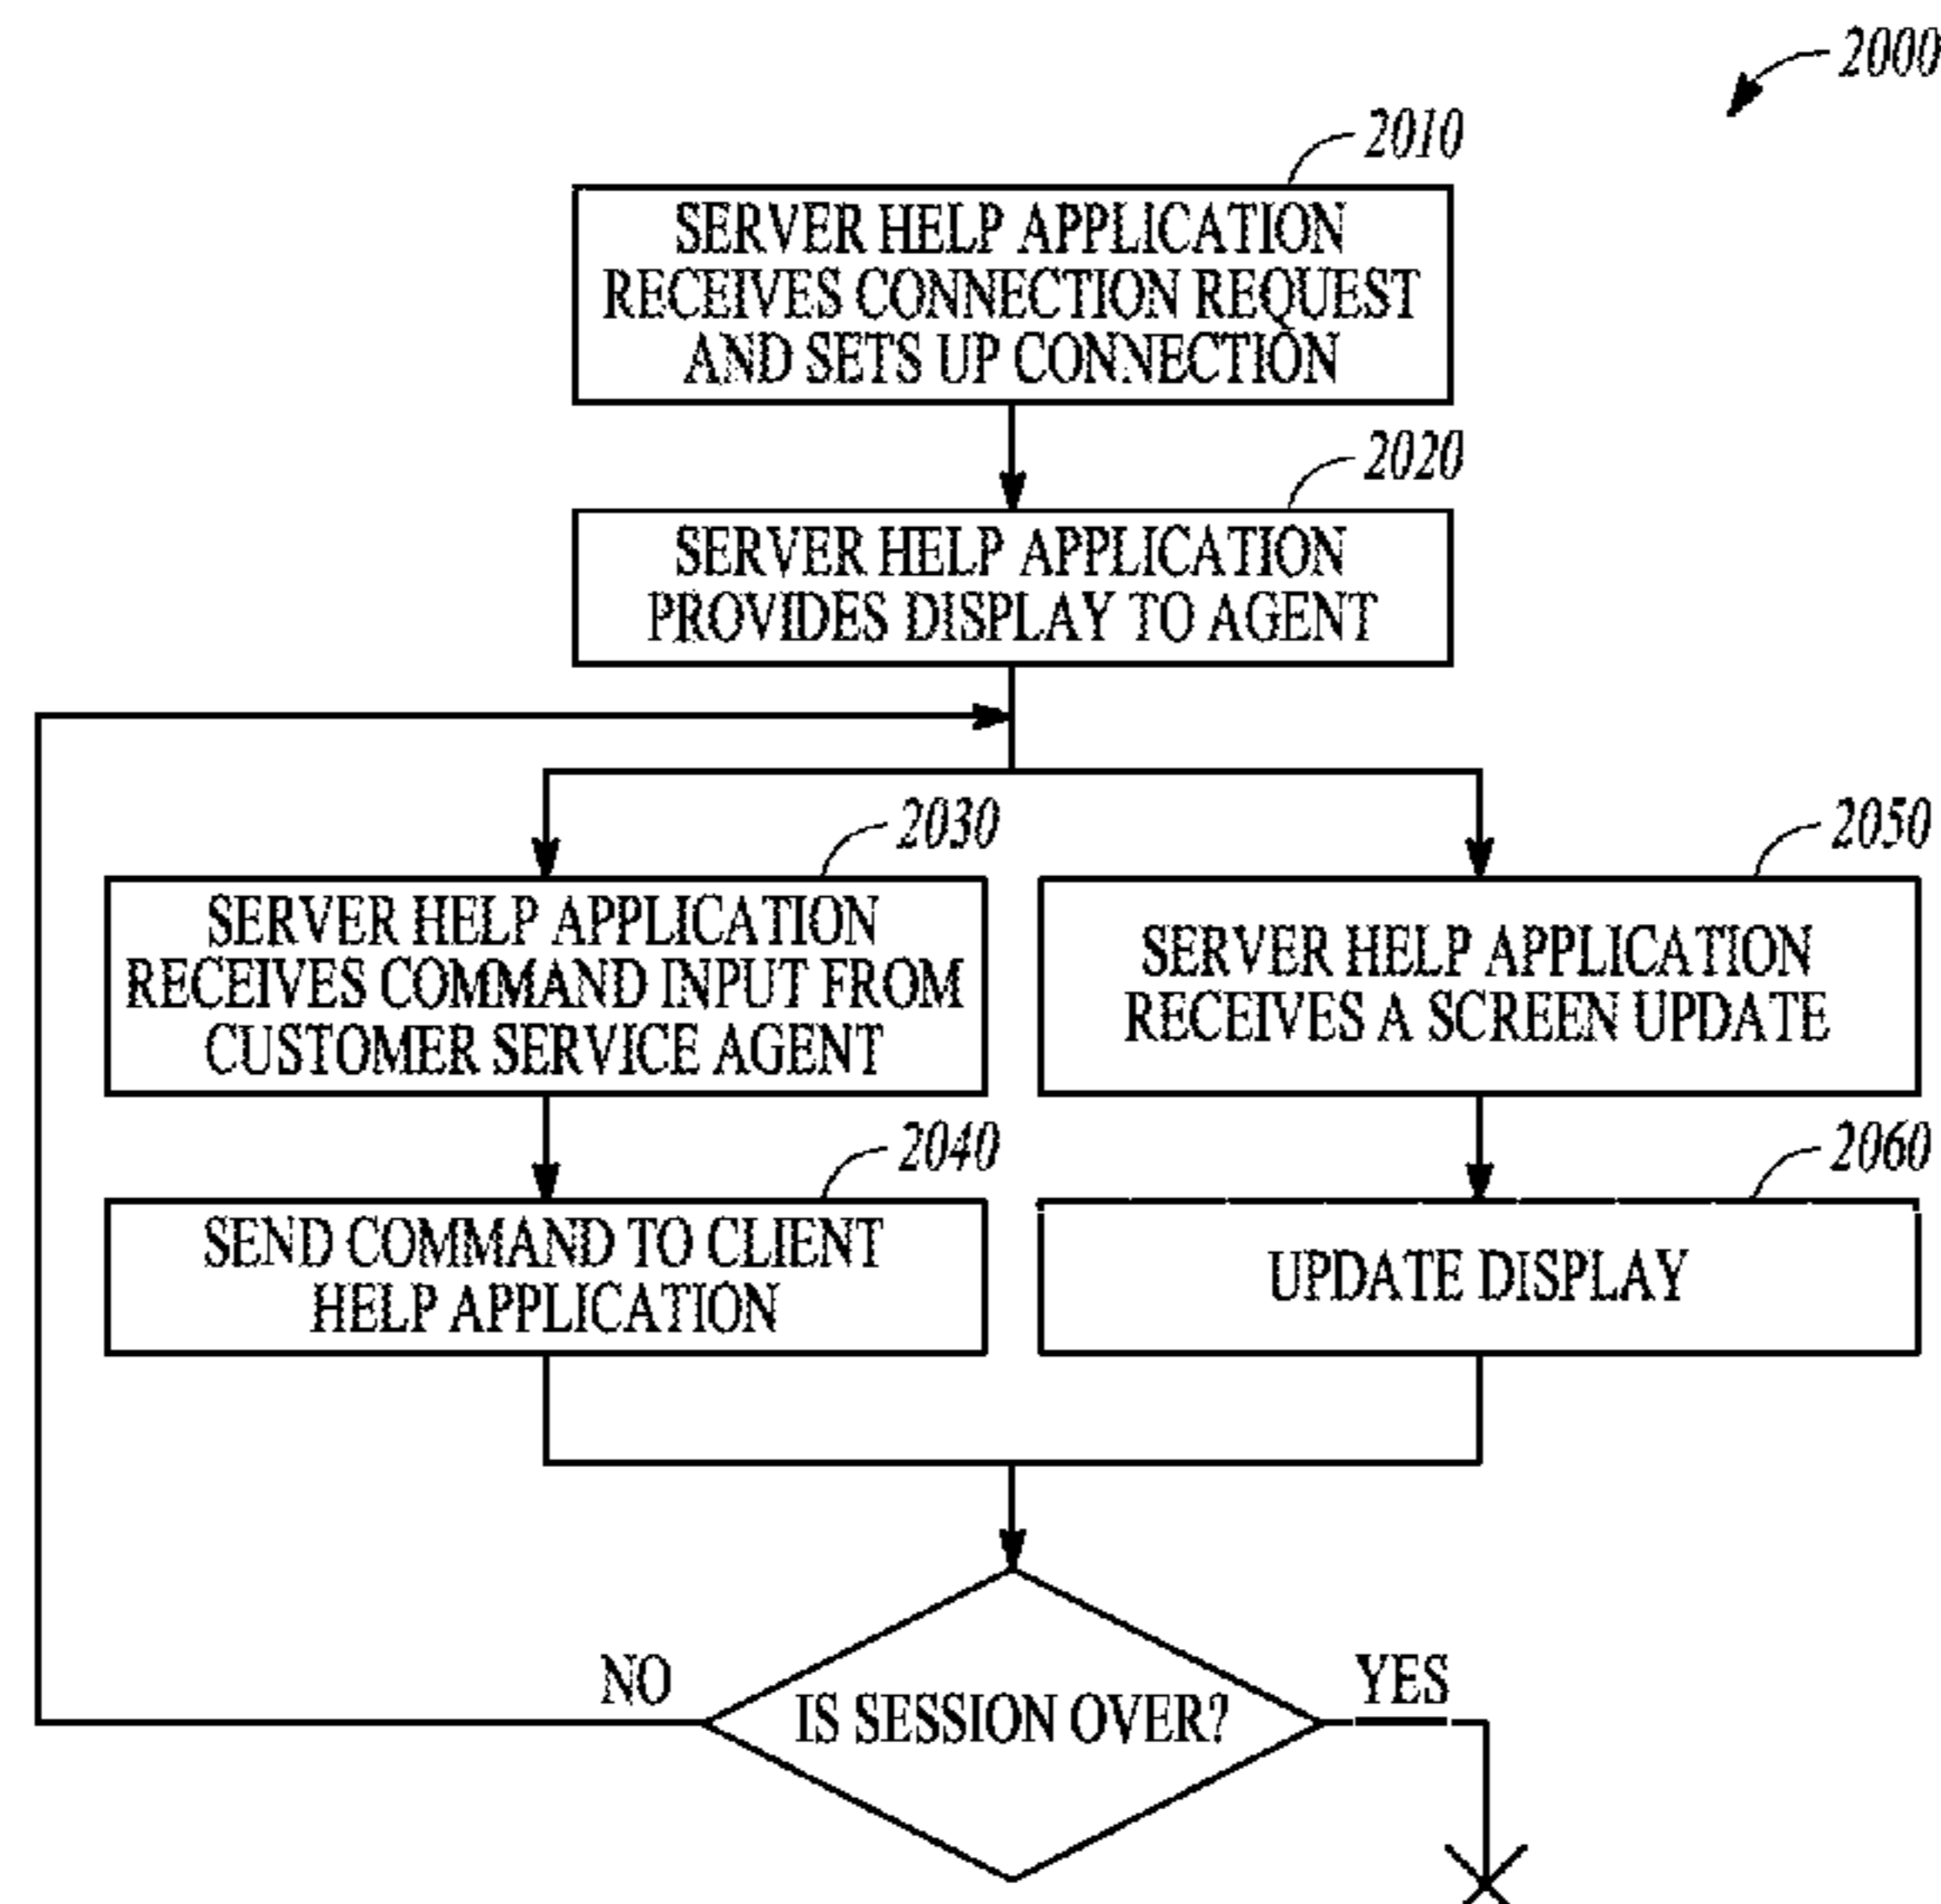 2000
2010
SERVER HELP APPLICATION
RECEIVES CONNECTION REQUEST
AND SETS UP CONNECTION
2020
SERVER HELP APPLICATION
PROVIDES DISPLAY TO AGENT
2030
SERVER HELP APPLICATION
RECEIVES COMMAND INPUT FROM
CUSTOMER SERVICE AGENT
2050
SERVER HELP APPLICATION
RECEIVES A SCREEN UPDATE
2040
SEND COMMAND TO CLIENT
HELP APPLICATION
2060
UPDATE DISPLAY
NO
IS SESSION OVER?
YES